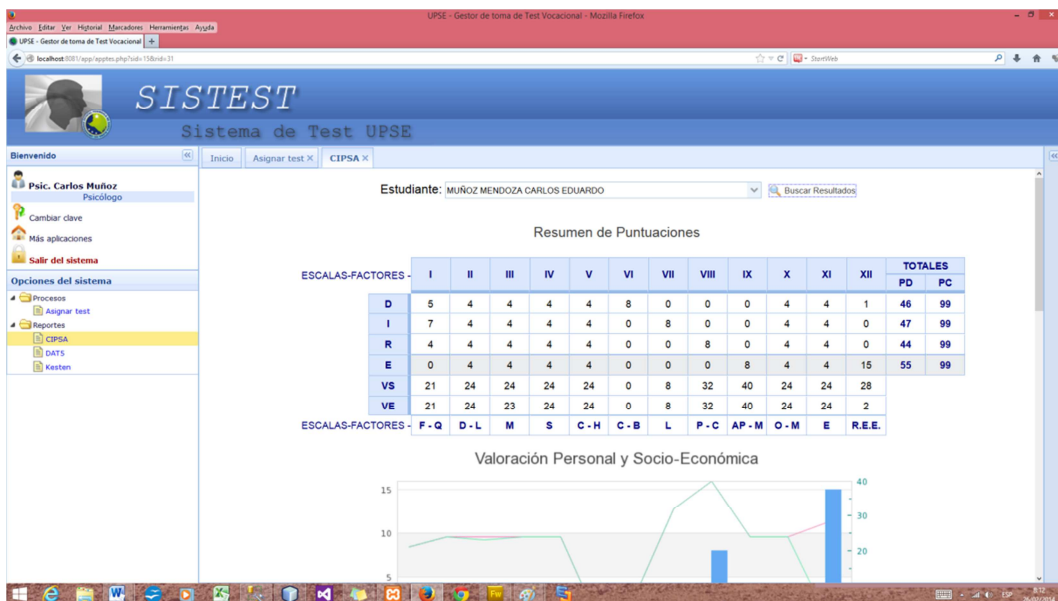 UPSE - Gestor de toma de Test Vocacional - Mozilla Firefox
Archivo Editar Ver Historial Marcadores Herramientas Ayuda
UPSE - Gestor de toma de Test Vocacional
localhost:8081/app/apptes.php?sid=15&rid=31
StartWeb
SISTEST
Sistema de Test UPSE
Bienvenido
Inicio
Asignar test
CIPSA
Psic. Carlos Muñoz
Psicólogo
Cambiar clave
Más aplicaciones
Salir del sistema
Opciones del sistema
Procesos
Asignar test
Reportes
CIPSA
DAT5
Kesten
Estudiante: MUÑOZ MENDOZA CARLOS EDUARDO
Buscar Resultados
Resumen de Puntuaciones
ESCALAS-FACTORES - I II III IV V VI VII VIII IX X XI XII TOTALES
PD PC
D 5 4 4 4 4 8 0 0 0 4 4 1 46 99
I 7 4 4 4 4 0 8 0 0 4 4 0 47 99
R 4 4 4 4 4 0 0 8 0 4 4 0 44 99
E 0 4 4 4 4 0 0 0 8 4 4 15 55 99
VS 21 24 24 24 24 0 8 32 40 24 24 28
VE 21 24 23 24 24 0 8 32 40 24 24 2
ESCALAS-FACTORES - F - Q D - L M S C - H C - B L P - C AP - M O - M E R.E.E.
Valoración Personal y Socio-Económica
15
10
5
40
30
20
ESP
8:12